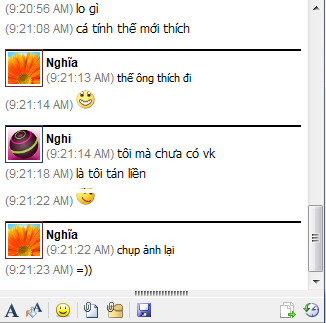 (9:20:56 AM) lo gì
(9:21:08 AM) cá tính thế mới thích
Nghĩa
(9:21:13 AM) thế ông thích đi
(9:21:14 AM)
Nghi
(9:21:14 AM) tôi mà chưa có vk
(9:21:18 AM) là tôi tán liền
(9:21:22 AM)
Nghĩa
(9:21:22 AM) chụp ảnh lại
(9:21:23 AM) =))